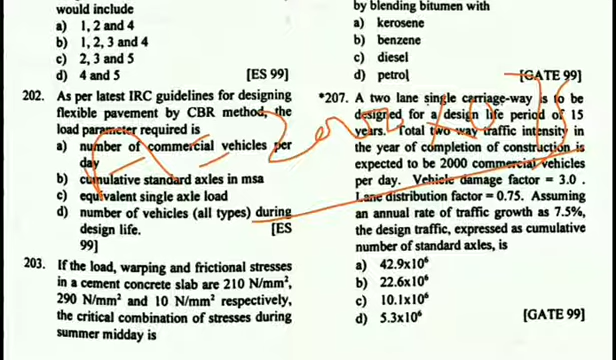 would include
a) 1, 2 and 4
b) 1, 2, 3 and 4
c) 2, 3 and 5
d) 4 and 5 [ES 99]
202. As per latest IRC guidelines for designing
flexible pavement by CBR method, the
load parameter required is
a) number of commercial vehicles per
day
b) cumulative standard axles in msa
c) equivalent single axle load
d) number of vehicles (all types) during
design life. [ES
99]
203. If the load, warping and frictional stresses
in a cement concrete slab are 210 N/mm²,
290 N/mm² and 10 N/mm² respectively,
the critical combination of stresses during
summer midday is
by blending bitumen with
a) kerosene
b) benzene
c) diesel
d) petrol [GATE 99]
*207. A two lane single carriage-way is to be
designed for a design life period of 15
years. Total two way traffic intensity in
the year of completion of construction is
expected to be 2000 commercial vehicles
per day. Vehicle damage factor = 3.0 .
Lane distribution factor = 0.75. Assuming
an annual rate of traffic growth as 7.5%,
the design traffic, expressed as cumulative
number of standard axles, is
a) 42.9x10⁶
b) 22.6x10⁶
c) 10.1x10⁶
d) 5.3x10⁶ [GATE 99]